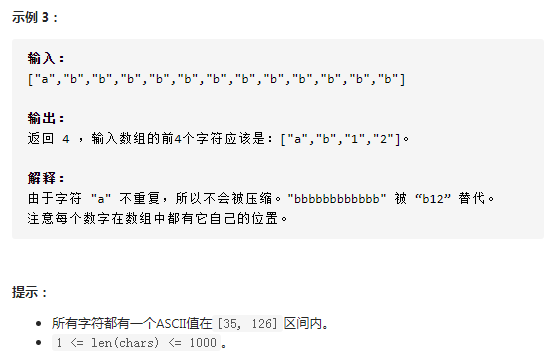 示例 3：
输入：
["a","b","b","b","b","b","b","b","b","b","b","b","b"]
输出：
返回 4 ，输入数组的前4个字符应该是：["a","b","1","2"]。
解释：
由于字符 "a" 不重复，所以不会被压缩。"bbbbbbbbbbbb" 被 “b12” 替代。
注意每个数字在数组中都有它自己的位置。
提示：
• 所有字符都有一个ASCII值在 [35, 126] 区间内。
• 1 <= len(chars) <= 1000 。